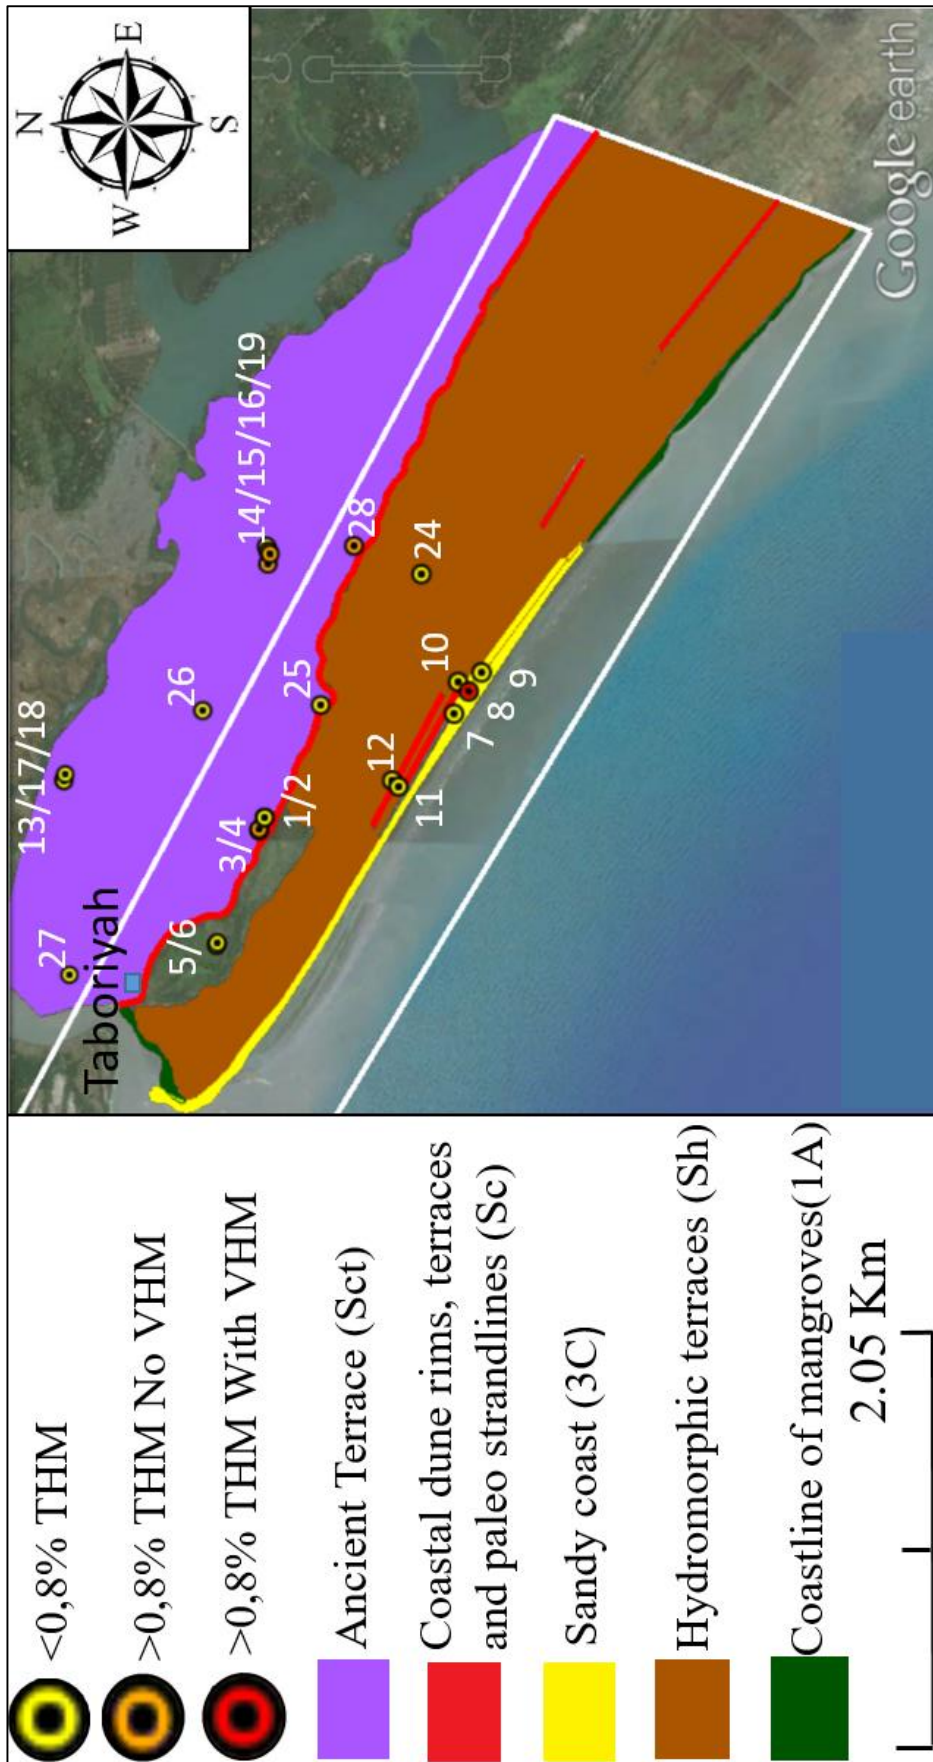 <0,8% THM
>0,8% THM No VHM
>0,8% THM With VHM
Ancient Terrace (Sct)
Coastal dune rims, terraces
and paleo strandlines (Sc)
Sandy coast (3C)
Hydromorphic terraces (Sh)
Coastline of mangroves(1A)
2.05 Km
N
W
E
S
27
Taboriyah
13/17/18
26
14/15/16/19
5/6
3/4
1/2
25
28
24
12
11
10
7
8
9
Google earth